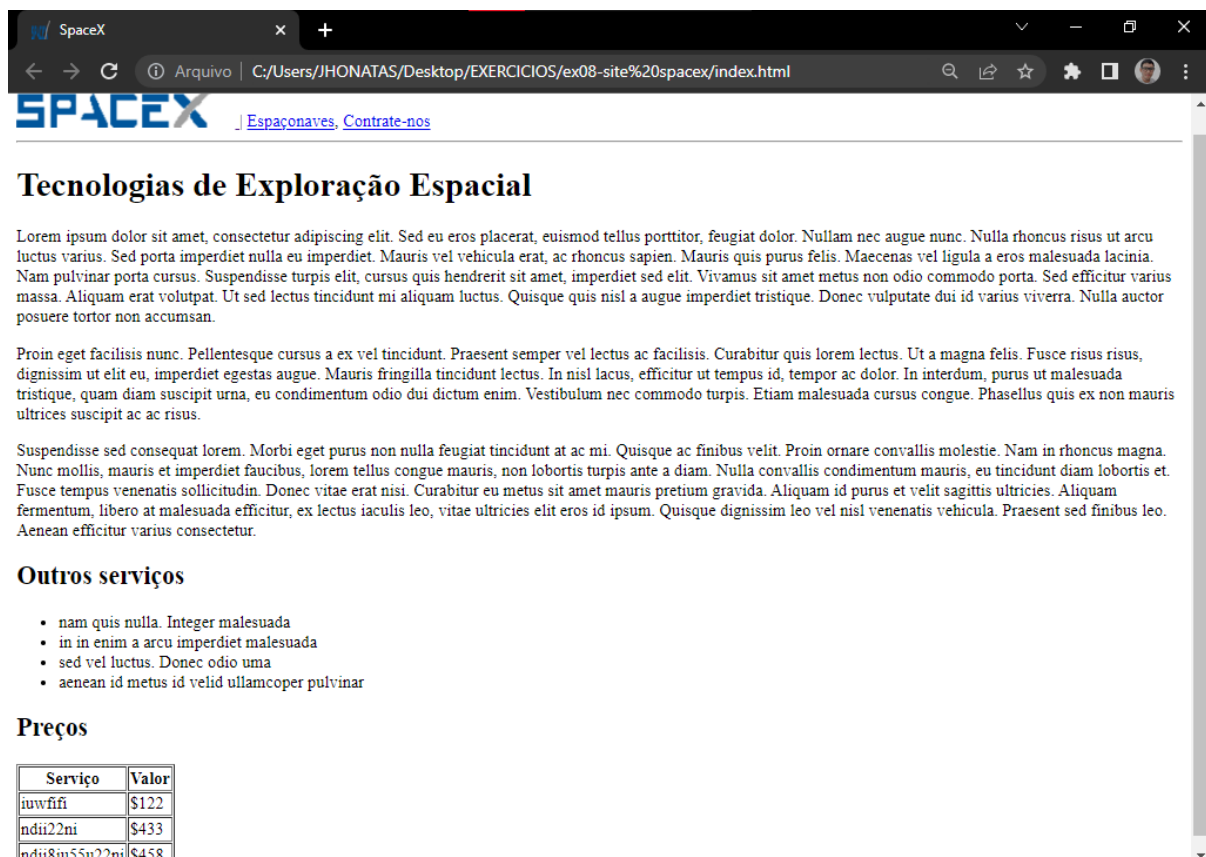 SpaceX
Arquivo | C:/Users/JHONATAS/Desktop/EXERCICIOS/ex08-site%20spacex/index.html
SPACEX | Espaçonaves, Contrate-nos
Tecnologias de Exploração Espacial
Lorem ipsum dolor sit amet, consectetur adipiscing elit. Sed eu eros placerat, euismod tellus porttitor, feugiat dolor. Nullam nec augue nunc. Nulla rhoncus risus ut arcu
luctus varius. Sed porta imperdiet nulla eu imperdiet. Mauris vel vehicula erat, ac rhoncus sapien. Mauris quis purus felis. Maecenas vel ligula a eros malesuada lacinia.
Nam pulvinar porta cursus. Suspendisse turpis elit, cursus quis hendrerit sit amet, imperdiet sed elit. Vivamus sit amet metus non odio commodo porta. Sed efficitur varius
massa. Aliquam erat volutpat. Ut sed lectus tincidunt mi aliquam luctus. Quisque quis nisl a augue imperdiet tristique. Donec vulputate dui id varius viverra. Nulla auctor
posuere tortor non accumsan.
Proin eget facilisis nunc. Pellentesque cursus a ex vel tincidunt. Praesent semper vel lectus ac facilisis. Curabitur quis lorem lectus. Ut a magna felis. Fusce risus risus,
dignissim ut elit eu, imperdiet egestas augue. Mauris fringilla tincidunt lectus. In nisl lacus, efficitur ut tempus id, tempor ac dolor. In interdum, purus ut malesuada
tristique, quam diam suscipit urna, eu condimentum odio dui dictum enim. Vestibulum nec commodo turpis. Etiam malesuada cursus congue. Phasellus quis ex non mauris
ultrices suscipit ac ac risus.
Suspendisse sed consequat lorem. Morbi eget purus non nulla feugiat tincidunt at ac mi. Quisque ac finibus velit. Proin ornare convallis molestie. Nam in rhoncus magna.
Nunc mollis, mauris et imperdiet faucibus, lorem tellus congue mauris, non lobortis turpis ante a diam. Nulla convallis condimentum mauris, eu tincidunt diam lobortis et.
Fusce tempus venenatis sollicitudin. Donec vitae erat nisi. Curabitur eu metus sit amet mauris pretium gravida. Aliquam id purus et velit sagittis ultricies. Aliquam
fermentum, libero at malesuada efficitur, ex lectus iaculis leo, vitae ultricies elit eros id ipsum. Quisque dignissim leo vel nisl venenatis vehicula. Praesent sed finibus leo.
Aenean efficitur varius consectetur.
Outros serviços
nam quis nulla. Integer malesuada
in in enim a arcu imperdiet malesuada
sed vel luctus. Donec odio uma
aenean id metus id velid ullamcoper pulvinar
Preços
Serviço Valor
iuwfifi $122
ndii22ni $433
ndii8iu55u22ni $458